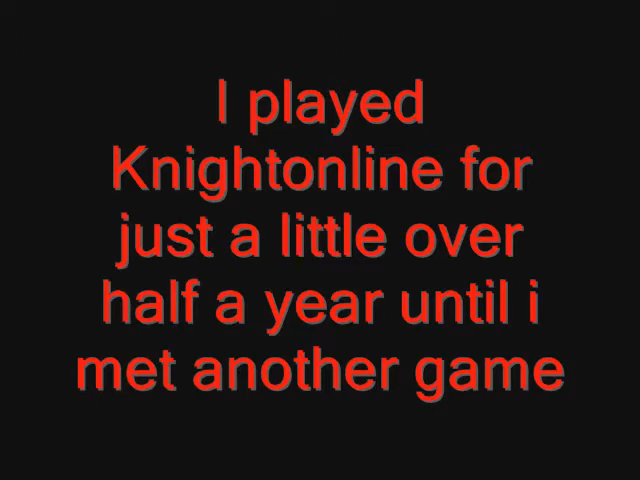 I played
Knightonline for
just a little over
half a year until i
met another game